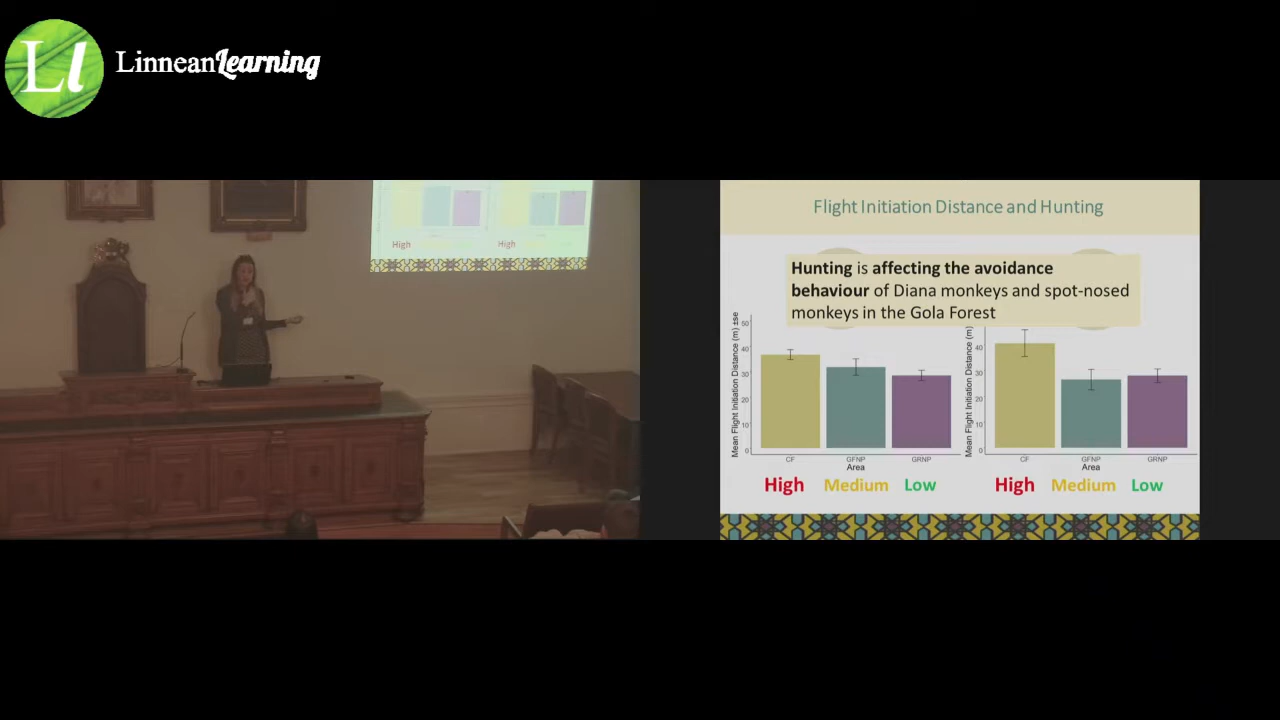 Ll LinneanLearning
High
High
Flight Initiation Distance and Hunting
Hunting is affecting the avoidance
behaviour of Diana monkeys and spot-nosed
monkeys in the Gola Forest
Mean Flight Initiation Distance (m) ±se
50
40
30
20
10
0
CF GFNP GRNP
Area
High Medium Low
Mean Flight Initiation Distance (m)
40
30
20
10
0
CF GFNP GRNP
Area
High Medium Low